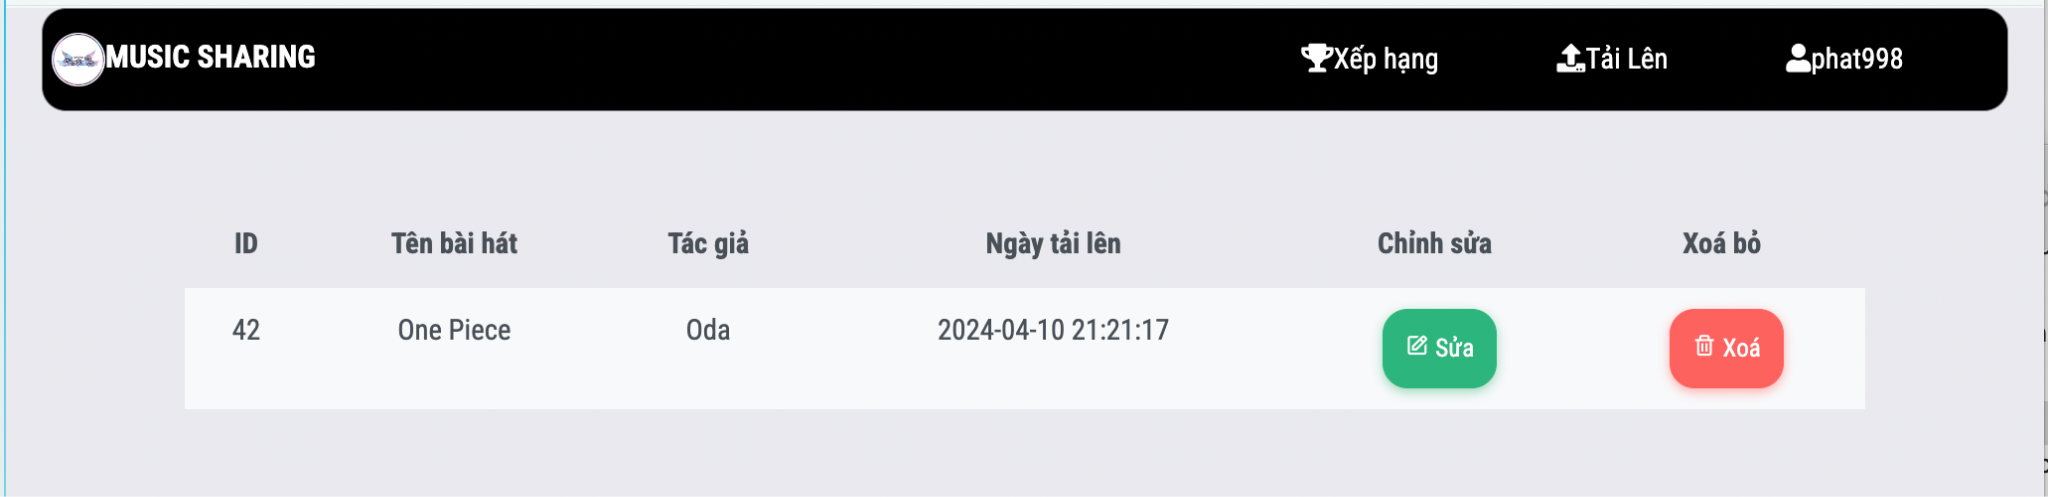 MUSIC SHARING Xếp hạng Tải Lên phat998
ID Tên bài hát Tác giả Ngày tải lên Chỉnh sửa Xoá bỏ
42 One Piece Oda 2024-04-10 21:21:17 Sửa Xoá